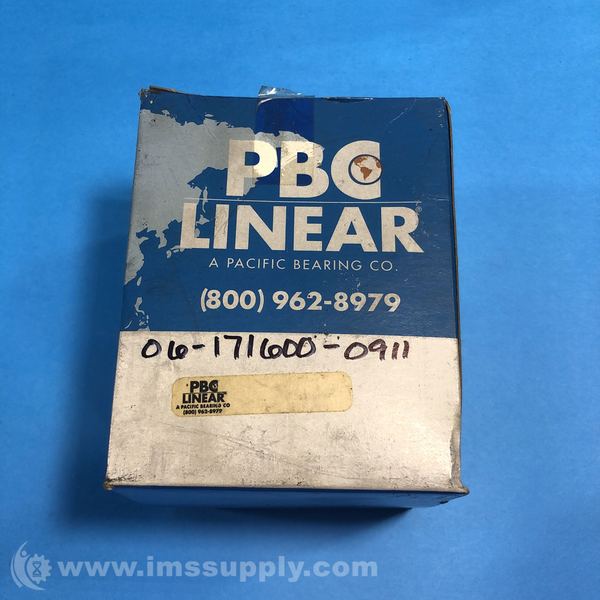 PBC
LINEAR
A PACIFIC BEARING CO.
(800) 962-8979
06-171600-0911
PBC
LINEAR
A PACIFIC BEARING CO
(800) 962-8979
www.imssupply.com